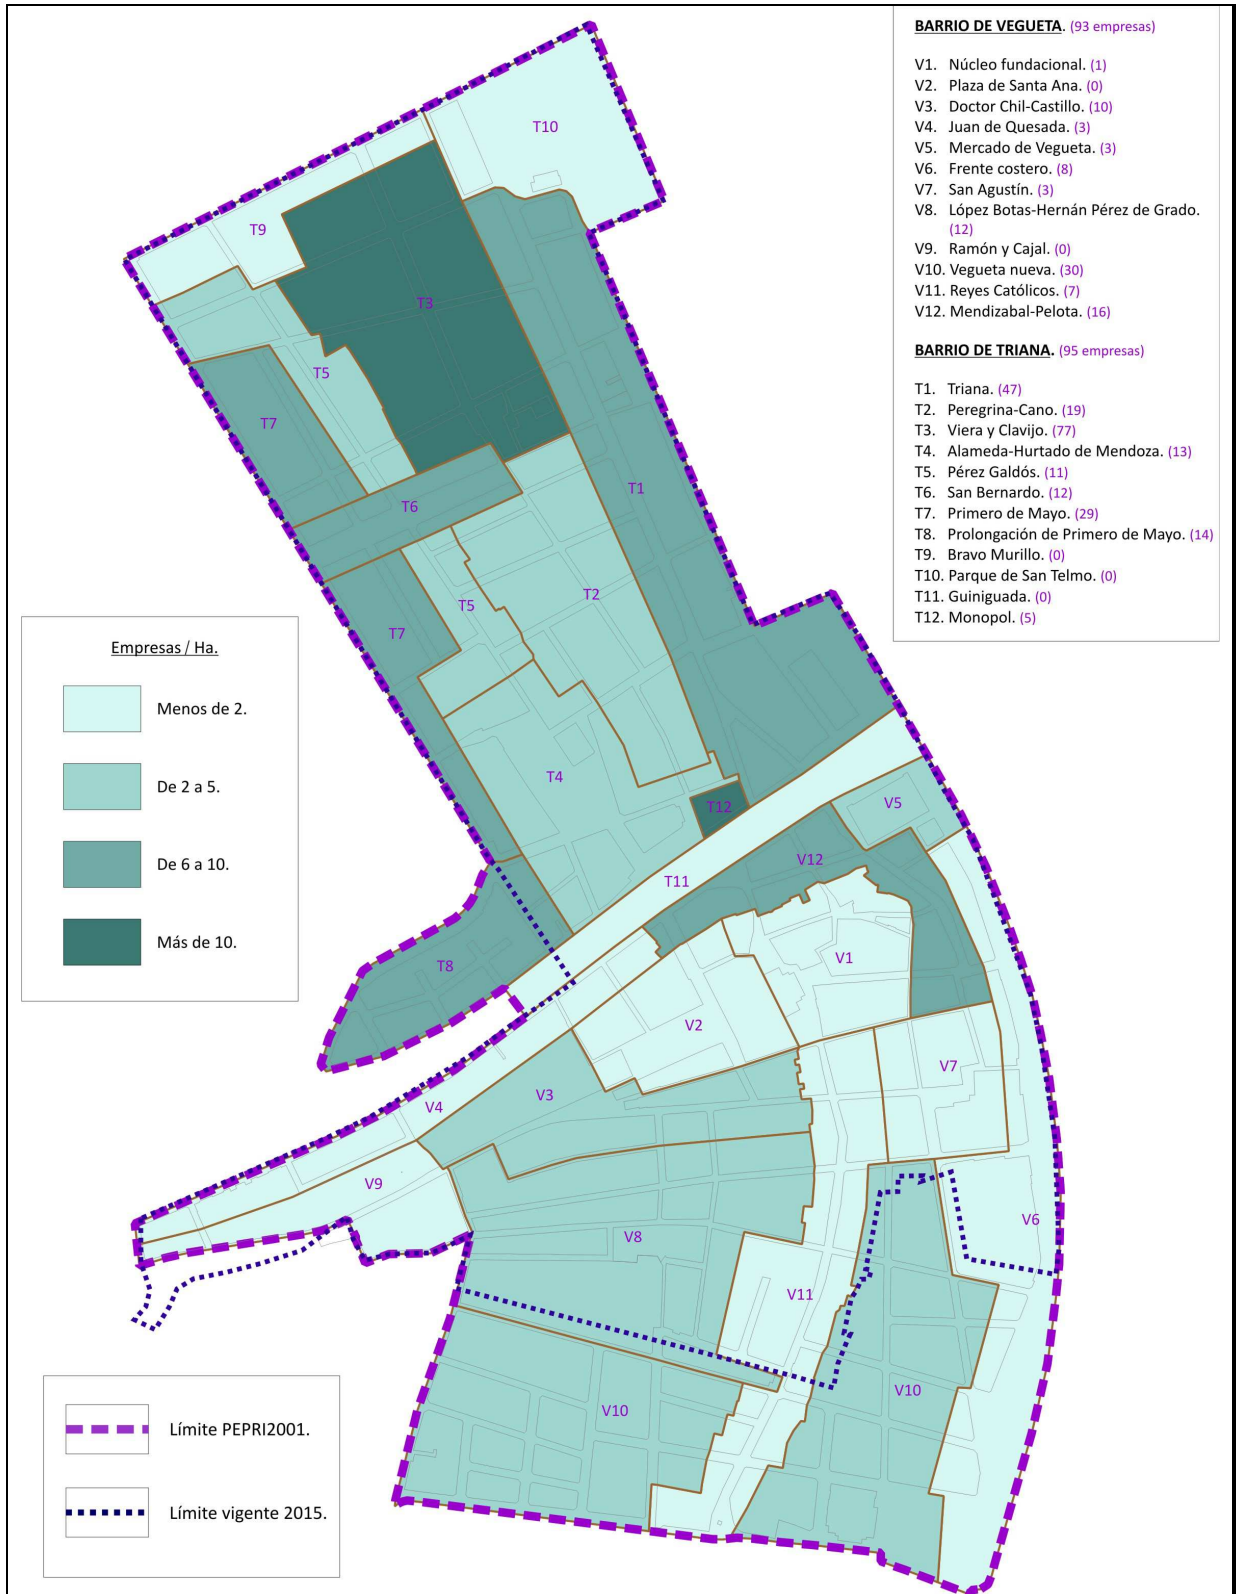 BARRIO DE VEGUETA. (93 empresas)
V1. Núcleo fundacional. (1)
V2. Plaza de Santa Ana. (0)
V3. Doctor Chil-Castillo. (10)
V4. Juan de Quesada. (3)
V5. Mercado de Vegueta. (3)
V6. Frente costero. (8)
V7. San Agustín. (3)
V8. López Botas-Hernán Pérez de Grado.
(12)
V9. Ramón y Cajal. (0)
V10. Vegueta nueva. (30)
V11. Reyes Católicos. (7)
V12. Mendizabal-Pelota. (16)
BARRIO DE TRIANA. (95 empresas)
T1. Triana. (47)
T2. Peregrina-Cano. (19)
T3. Viera y Clavijo. (77)
T4. Alameda-Hurtado de Mendoza. (13)
T5. Pérez Galdós. (11)
T6. San Bernardo. (12)
T7. Primero de Mayo. (29)
T8. Prolongación de Primero de Mayo. (14)
T9. Bravo Murillo. (0)
T10. Parque de San Telmo. (0)
T11. Guiniguada. (0)
T12. Monopol. (5)
T10
T9
T3
T5
T7
T6
T1
T2
T5
T7
T4
T12
V5
V12
T11
V1
T8
V2
V7
V3
V4
V9
V6
V8
V11
V10
V10
Empresas / Ha.
Menos de 2.
De 2 a 5.
De 6 a 10.
Más de 10.
Límite PEPRI2001.
Límite vigente 2015.